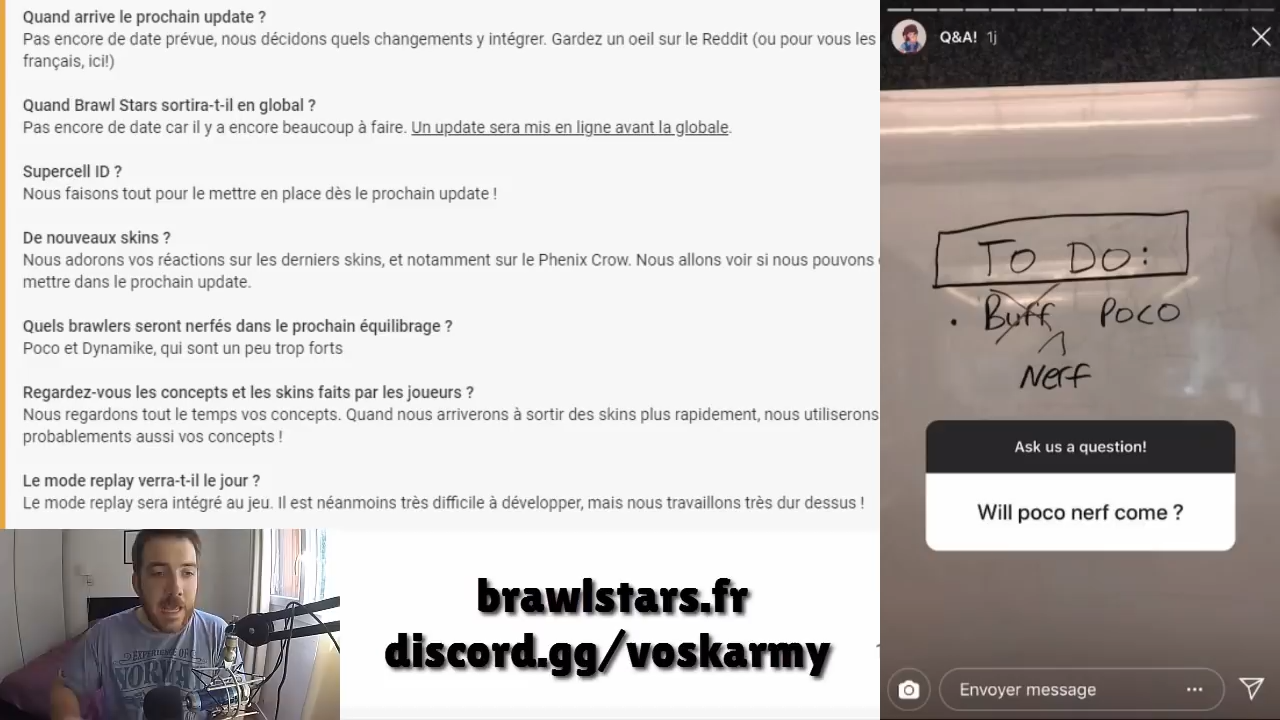 Quand arrive le prochain update ?
Pas encore de date prévue, nous décidons quels changements y intégrer. Gardez un oeil sur le Reddit (ou pour vous les
français, ici!)
Quand Brawl Stars sortira-t-il en global ?
Pas encore de date car il y a encore beaucoup à faire. Un update sera mis en ligne avant la globale.
Supercell ID ?
Nous faisons tout pour le mettre en place dès le prochain update !
De nouveaux skins ?
Nous adorons vos réactions sur les derniers skins, et notamment sur le Phenix Crow. Nous allons voir si nous pouvons
mettre dans le prochain update.
Quels brawlers seront nerfés dans le prochain équilibrage ?
Poco et Dynamike, qui sont un peu trop forts
Regardez-vous les concepts et les skins faits par les joueurs ?
Nous regardons tout le temps vos concepts. Quand nous arriverons à sortir des skins plus rapidement, nous utiliserons
probablements aussi vos concepts !
Le mode replay verra-t-il le jour ?
Le mode replay sera intégré au jeu. Il est néanmoins très difficile à développer, mais nous travaillons très dur dessus !
EXPERIENCE OF
brawlstars.fr
discord.gg/voskarmy
Q&A! 1j
TO DO:
. Buff Poco
Nerf
Ask us a question!
Will poco nerf come ?
Envoyer message